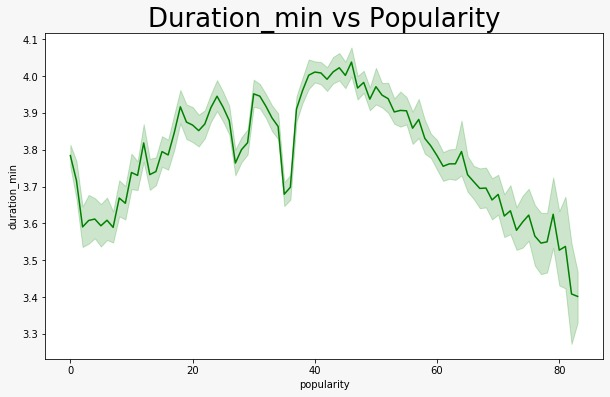 Duration_min vs Popularity
4.1
4.0
3.9
3.8
3.7
3.6
3.5
3.4
3.3
duration_min
0 20 40 60 80
popularity